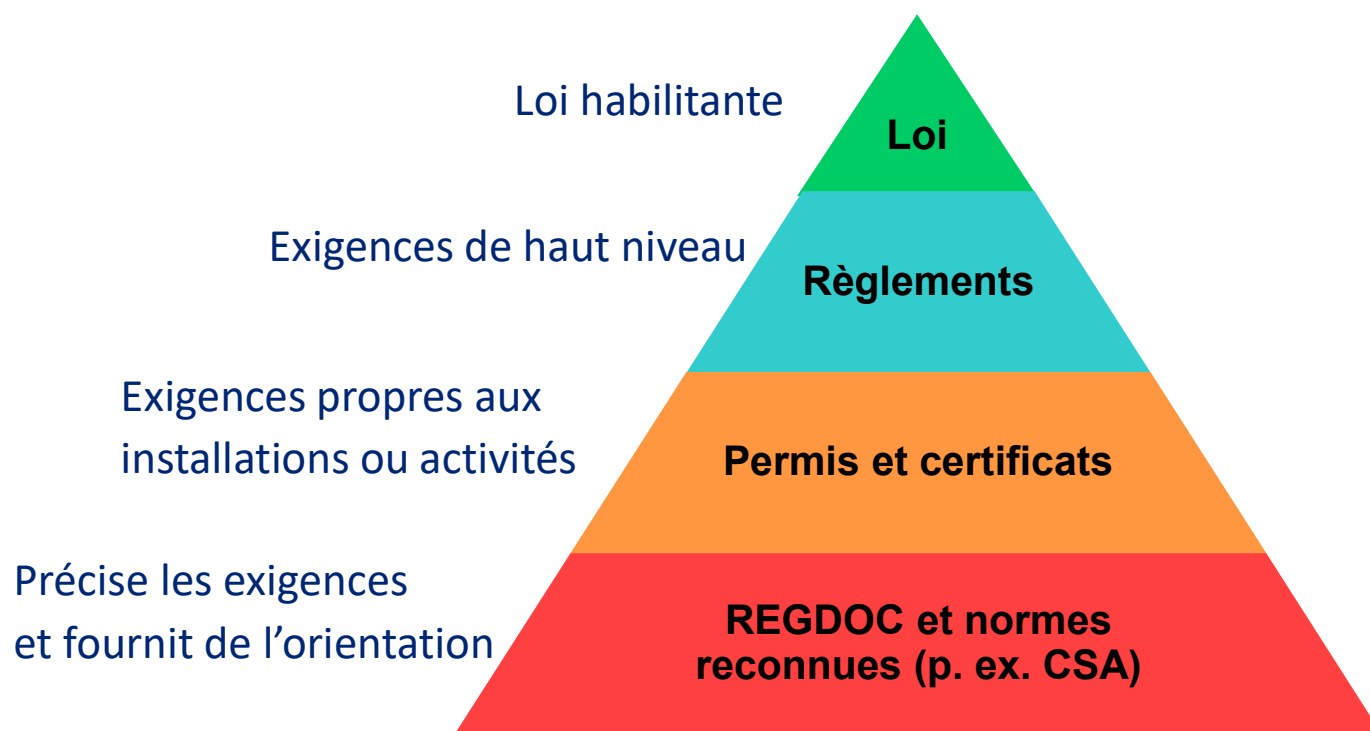 Loi habilitante
Loi
Exigences de haut niveau
Règlements
Exigences propres aux
installations ou activités
Permis et certificats
Précise les exigences
et fournit de l’orientation
REGDOC et normes
reconnues (p. ex. CSA)